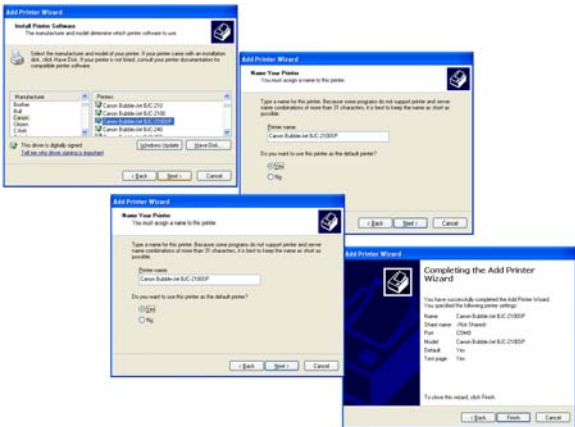 Add Printer Wizard
Install Printer Software
The manufacturer and model determine which printer software to use.
Select the manufacturer and model of your printer. If your printer came with an installation
disk, click Have Disk. If your printer is not listed, consult your printer documentation for
compatible printer software.
Manufacturer
Brother
Bull
Canon
Citizen
C.Itoh
Printers
Canon Bubble-Jet BJC-210
Canon Bubble-Jet BJC-2100
Canon Bubble-Jet BJC-2100SP
Canon Bubble-Jet BJC-240
This driver is digitally signed.
Tell me why driver signing is important
Windows Update
Have Disk...
< Back
Next >
Cancel
Add Printer Wizard
Name Your Printer
You must assign a name to this printer.
Type a name for this printer. Because some programs do not support printer and server
name combinations of more than 31 characters, it is best to keep the name as short as
possible.
Printer name:
Canon Bubble-Jet BJC-2100SP
Do you want to use this printer as the default printer?
Yes
No
< Back
Next >
Cancel
Add Printer Wizard
Name Your Printer
You must assign a name to this printer.
Type a name for this printer. Because some programs do not support printer and server
name combinations of more than 31 characters, it is best to keep the name as short as
possible.
Printer name:
Canon Bubble-Jet BJC-2100SP
Do you want to use this printer as the default printer?
Yes
No
< Back
Next >
Cancel
Add Printer Wizard
Completing the Add Printer
Wizard
You have successfully completed the Add Printer Wizard.
You specified the following printer settings:
Name Canon Bubble-Jet BJC-2100SP
Share name <Not Shared>
Port
Model Canon Bubble-Jet BJC-2100SP
Default Yes
Test page Yes
To close this wizard, click Finish.
< Back
Finish
Cancel